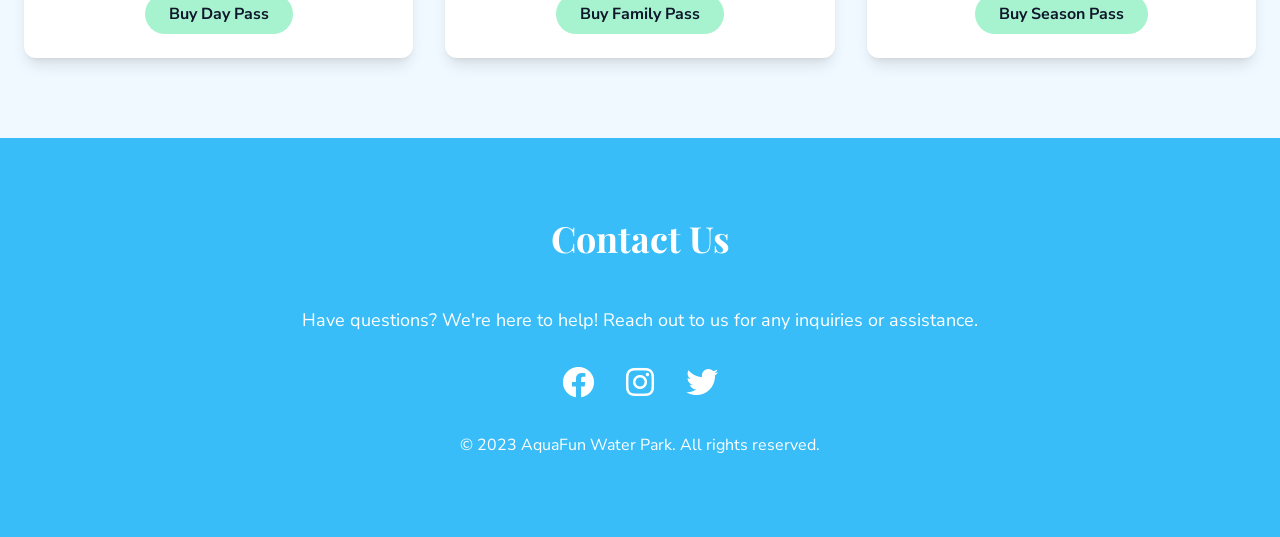 Buy Day Pass
Buy Family Pass
Buy Season Pass
Contact Us
Have questions? We're here to help! Reach out to us for any inquiries or assistance.
© 2023 AquaFun Water Park. All rights reserved.